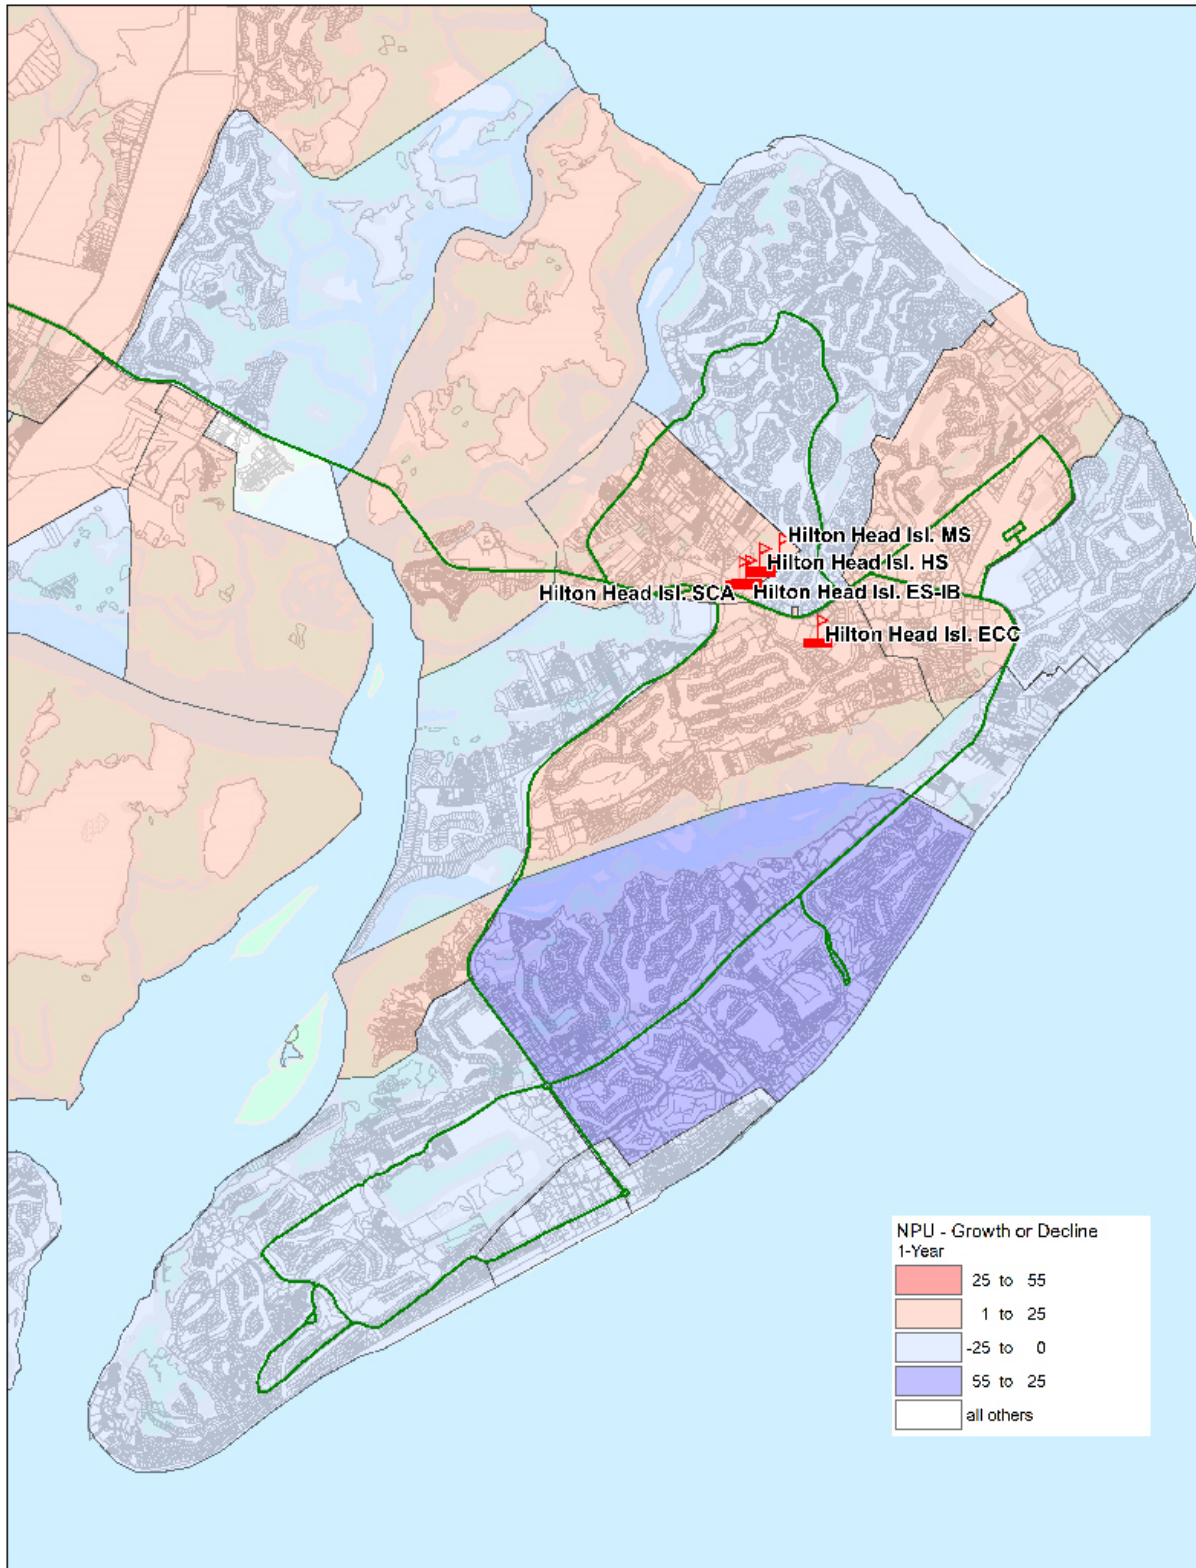 Hilton Head Isl. MS
Hilton Head Isl. HS
Hilton Head Isl. SCA
Hilton Head Isl. ES-IB
Hilton Head Isl. ECC
NPU - Growth or Decline
1-Year
25 to 55
1 to 25
-25 to 0
55 to 25
all others